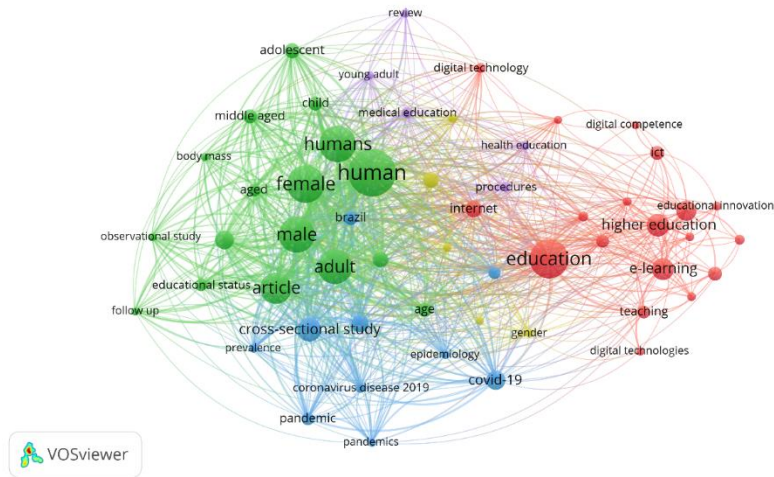 review
adolescent
digital technology
young adult
child
medical education
middle aged
digital competence
humans
health education
ict
body mass
human
female
aged
procedures
internet
educational innovation
brazil
higher education
observational study
male
education
adult
e-learning
article
educational status
follow up
age
teaching
cross-sectional study
gender
prevalence
epidemiology
digital technologies
coronavirus disease 2019
covid-19
pandemic
pandemics
VOSviewer